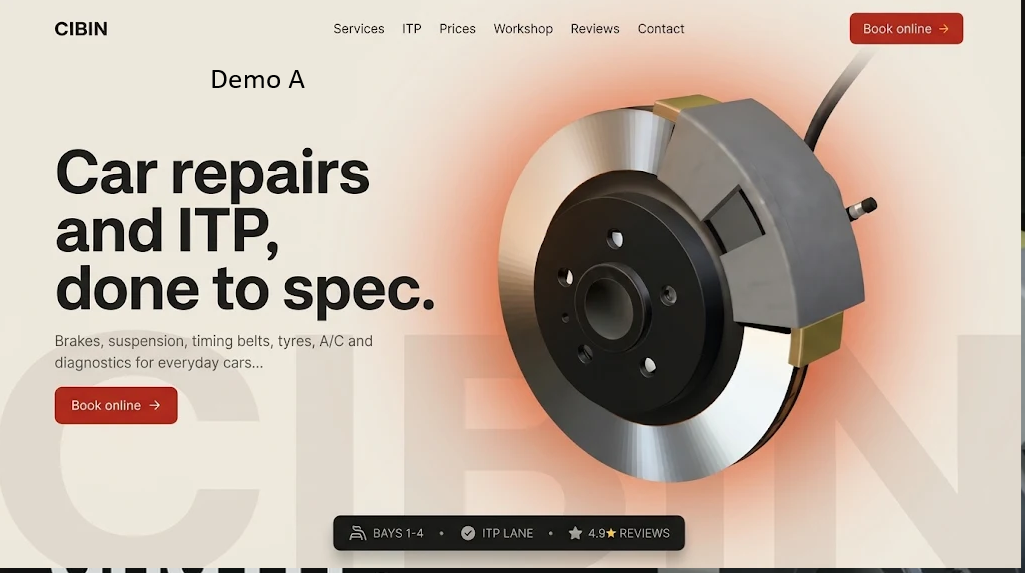 CIBIN
Services ITP Prices Workshop Reviews Contact
Book online →
Demo A
Car repairs
and ITP,
done to spec.
Brakes, suspension, timing belts, tyres, A/C and
diagnostics for everyday cars...
Book online →
CIBIN
BAYS 1-4 • ITP LANE • ★ 4.9★ REVIEWS